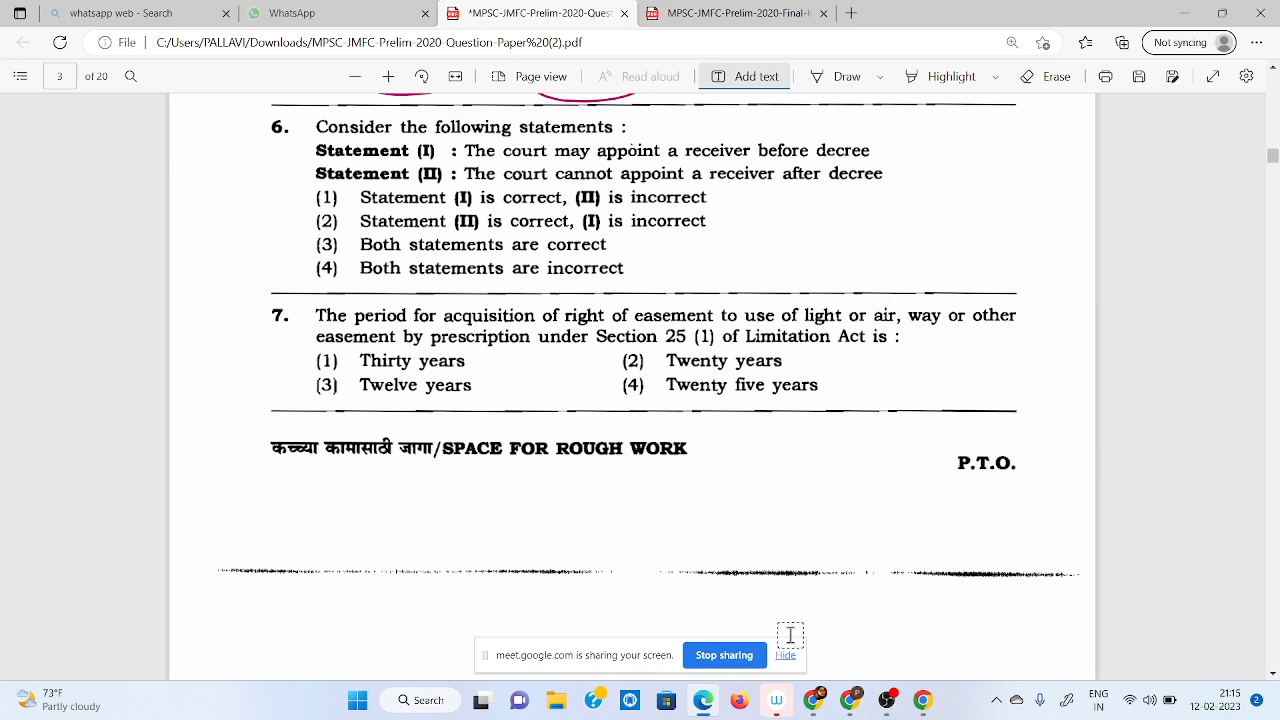 whatsapp web - Search
WhatsApp
*MPSC-JMFC-Prelim-2020-Quest
MPSC-JMFC-Prelim-2020-Final-K
File
C:/Users/PALLAVI/Downloads/MPSC-JMFC-Prelim-2020-Question-Paper%20(2).pdf
Not syncing
3 of 20
Page view
Read aloud
Add text
Draw
Highlight
Erase
6. Consider the following statements :
Statement (I) : The court may appoint a receiver before decree
Statement (II) : The court cannot appoint a receiver after decree
(1) Statement (I) is correct, (II) is incorrect
(2) Statement (II) is correct, (I) is incorrect
(3) Both statements are correct
(4) Both statements are incorrect
7. The period for acquisition of right of easement to use of light or air, way or other
easement by prescription under Section 25 (1) of Limitation Act is :
(1) Thirty years (2) Twenty years
(3) Twelve years (4) Twenty five years
कच्च्या कामासाठी जागा/SPACE FOR ROUGH WORK
P.T.O.
meet.google.com is sharing your screen.
Stop sharing
Hide
73°F
Partly cloudy
Search
IN
21:15
12-02-2023
2